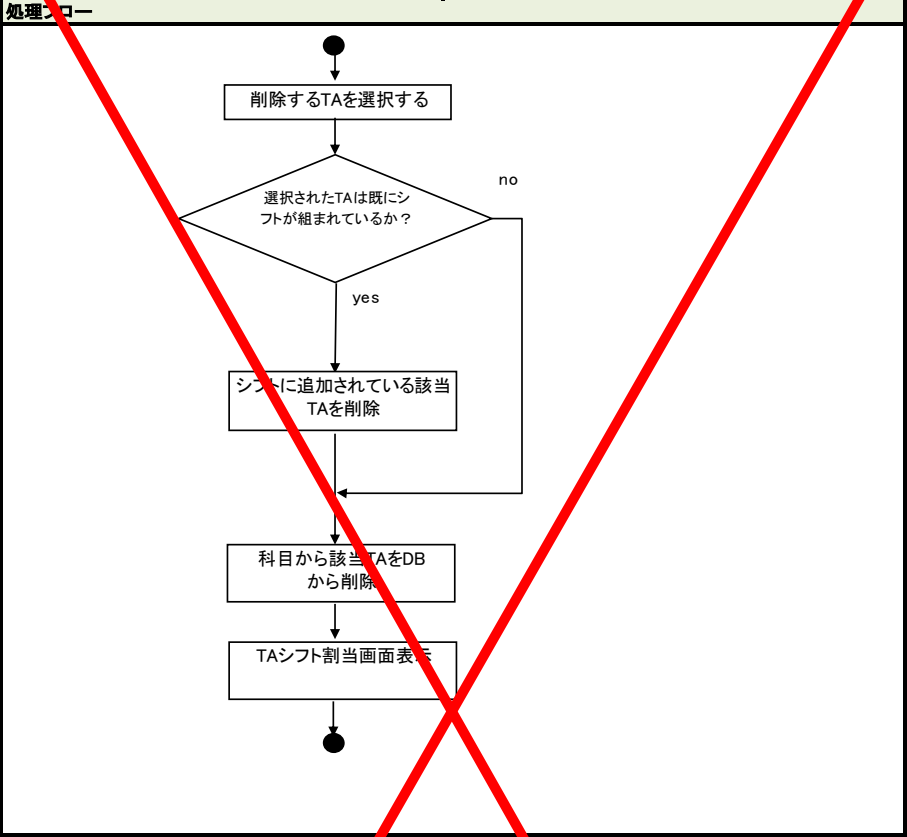 処理フロー
削除するTAを選択する
no
選択されたTAは既にシ
フトが組まれているか？
yes
シフトに追加されている該当
TAを削除
科目から該当TAをDB
から削除
TAシフト割当画面表示